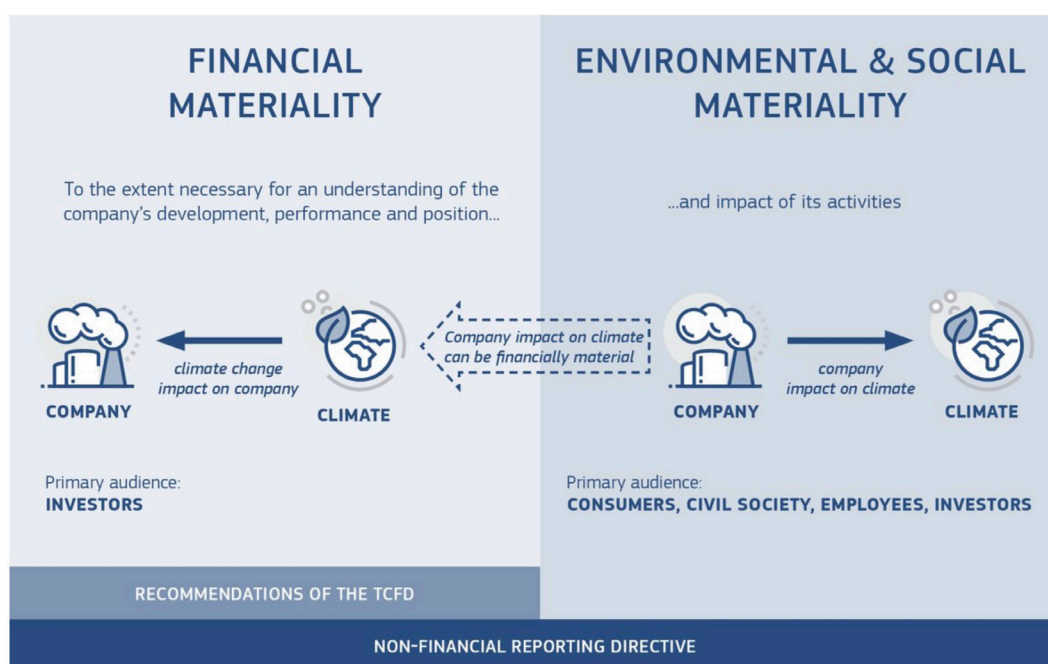 FINANCIAL
MATERIALITY
To the extent necessary for an understanding of the
company's development, performance and position...
climate change
impact on company
COMPANY
CLIMATE
Primary audience:
INVESTORS
RECOMMENDATIONS OF THE TCFD
Company impact on climate
can be financially material
ENVIRONMENTAL & SOCIAL
MATERIALITY
...and impact of its activities
company
impact on climate
COMPANY
CLIMATE
Primary audience:
CONSUMERS, CIVIL SOCIETY, EMPLOYEES, INVESTORS
NON-FINANCIAL REPORTING DIRECTIVE